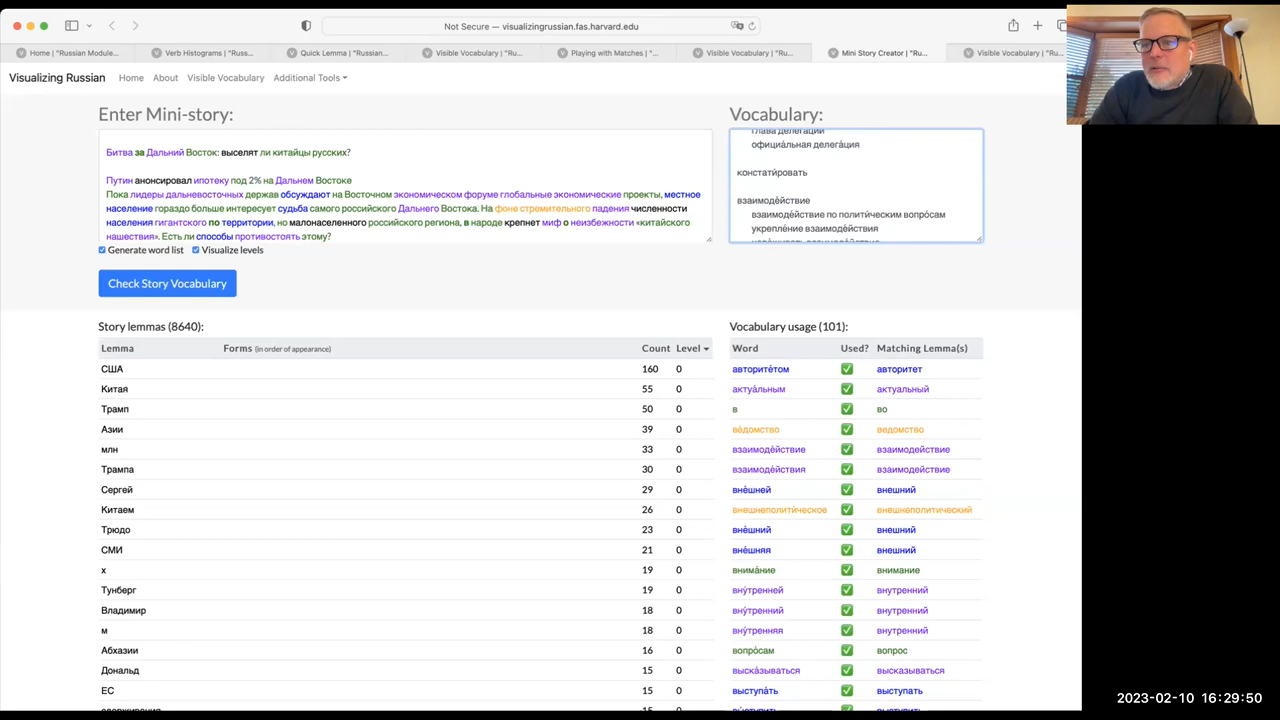 Not Secure — visualizingrussian.fas.harvard.edu
Home | "Russian Module...
Verb Histograms | "Russ...
Quick Lemma | "Russian...
Visible Vocabulary | "Ru...
Playing with Matches | "...
Visible Vocabulary | "Ru...
Mini Story Creator | "Ru...
Visible Vocabulary | "Ru...
Visualizing Russian Home About Visible Vocabulary Additional Tools
Enter Mini-story:
Битва за Дальний Восток: выселят ли китайцы русских?
Путин анонсировал ипотеку под 2% на Дальнем Востоке
Пока лидеры дальневосточных держав обсуждают на Восточном экономическом форуме глобальные экономические проекты, местное
население гораздо больше интересует судьба самого российского Дальнего Востока. На фоне стремительного падения численности
населения гигантского по территории, но малонаселенного российского региона, в народе крепнет миф о неизбежности «китайского
нашествия». Есть ли способы противостоять этому?
Generate word list Visualize levels
Check Story Vocabulary
Vocabulary:
глава делегации
официа́льная делега́ция
констати́ровать
взаимоде́йствие
взаимоде́йствие по полити́ческим вопро́сам
укрепле́ние взаимоде́йствия
Story lemmas (8640):
Lemma Forms (in order of appearance) Count Level
США 160 0
Китая 55 0
Трамп 50 0
Азии 39 0
млн 33 0
Трампа 30 0
Сергей 29 0
Китаем 26 0
Трюдо 23 0
СМИ 21 0
х 19 0
Тунберг 19 0
Владимир 18 0
м 18 0
Абхазии 16 0
Дональд 15 0
ЕС 15 0
Vocabulary usage (101):
Word Used? Matching Lemma(s)
авторите́том авторитет
актуа́льным актуальный
в во
ве́домство ведомство
взаимоде́йствие взаимодействие
взаимоде́йствия взаимодействие
вне́шней внешний
внешнеполити́ческое внешнеполитический
вне́шний внешний
вне́шняя внешний
внима́ние внимание
вну́тренней внутренний
вну́тренний внутренний
вну́тренняя внутренний
вопро́сам вопрос
выска́зываться высказываться
выступа́ть выступать
2023-02-10 16:29:50